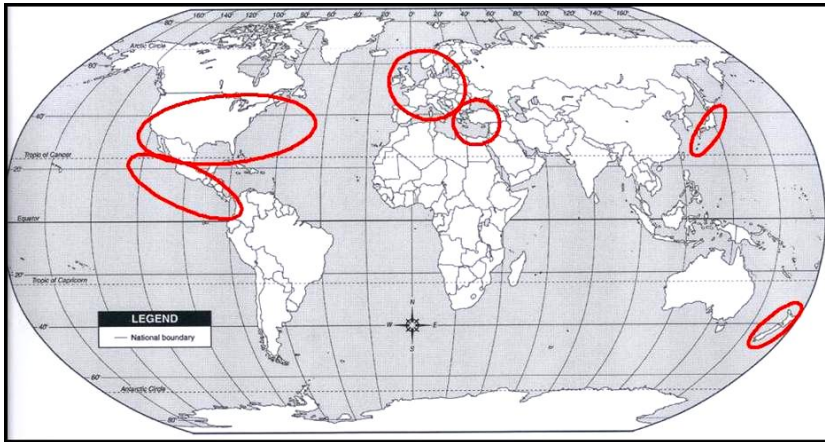 160° 140° 120° 100° 80° 60° 40° 20° 0° 20° 40° 60° 80° 100° 120° 140° 160°
80°
Arctic Circle
60°
40°
Tropic of Cancer
20°
Equator
0°
20°
Tropic of Capricorn
N
LEGEND
W E
National boundary
40°
S
60°
Antarctic Circle
80°